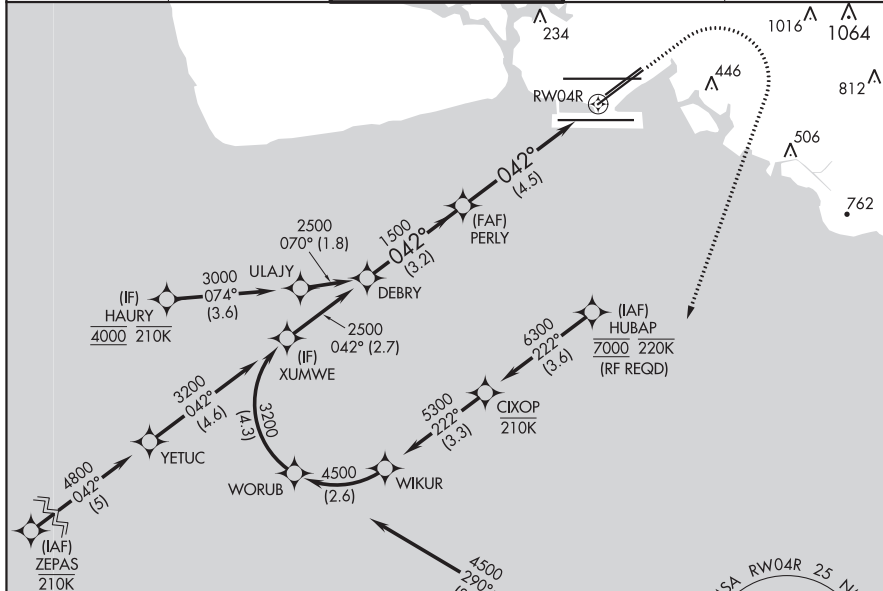 234
1016
1064
446
812
RW04R
506
762
042°
(4.5)
(FAF)
PERLY
1500
042°
(3.2)
2500
070° (1.8)
ULAJY
DEBRY
3000
074°
(3.6)
(IF)
HAURY
4000 210K
2500
042° (2.7)
(IF)
XUMWE
(IAF)
HUBAP
7000 220K
(RF REQD)
6300
222°
(3.6)
CIXOP
210K
5300
222°
(3.3)
3200
042°
(4.6)
3200
(4.3)
YETUC
WORUB
4500
(2.6)
WIKUR
4800
042°
(5)
(IAF)
ZEPAS
210K
4500
290°
RW04R 25